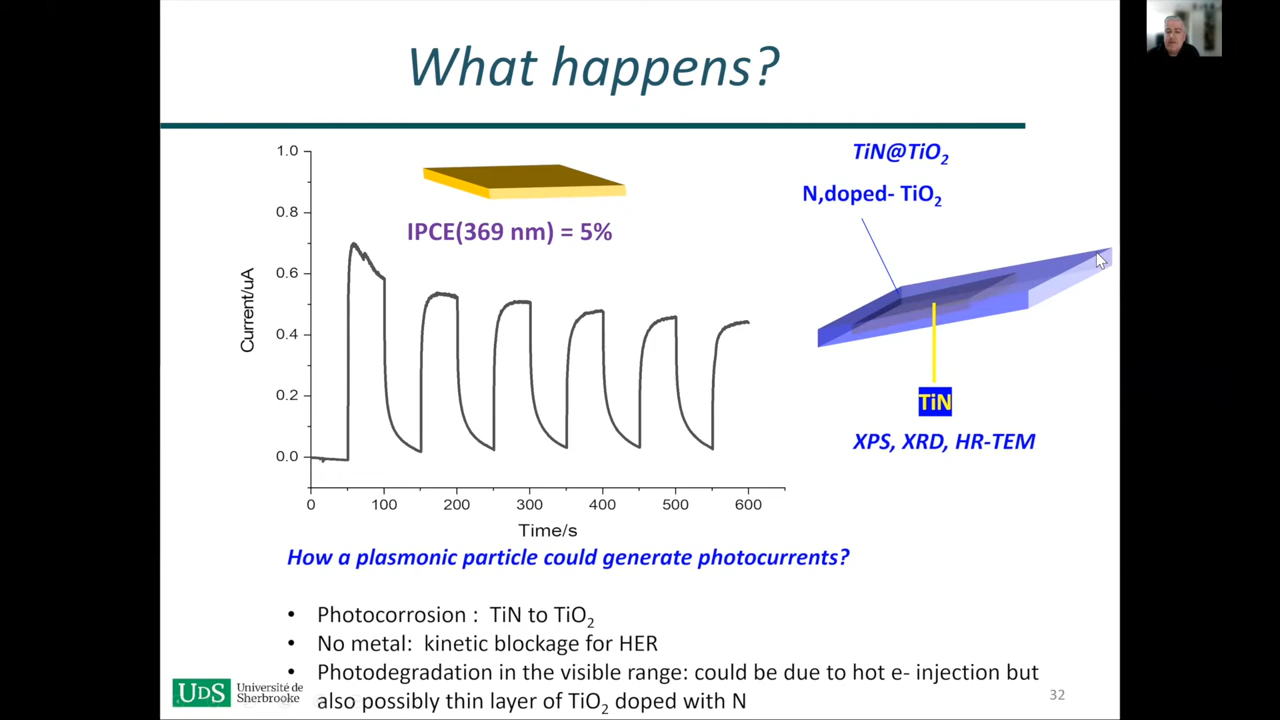 What happens?
1.0
0.8
0.6
0.4
0.2
0.0
Current/uA
0 100 200 300 400 500 600
Time/s
IPCE(369 nm) = 5%
TiN@TiO₂
N,doped- TiO₂
TiN
XPS, XRD, HR-TEM
How a plasmonic particle could generate photocurrents?
• Photocorrosion : TiN to TiO₂
• No metal: kinetic blockage for HER
• Photodegradation in the visible range: could be due to hot e- injection but
also possibly thin layer of TiO₂ doped with N
UDS Université de
Sherbrooke
32